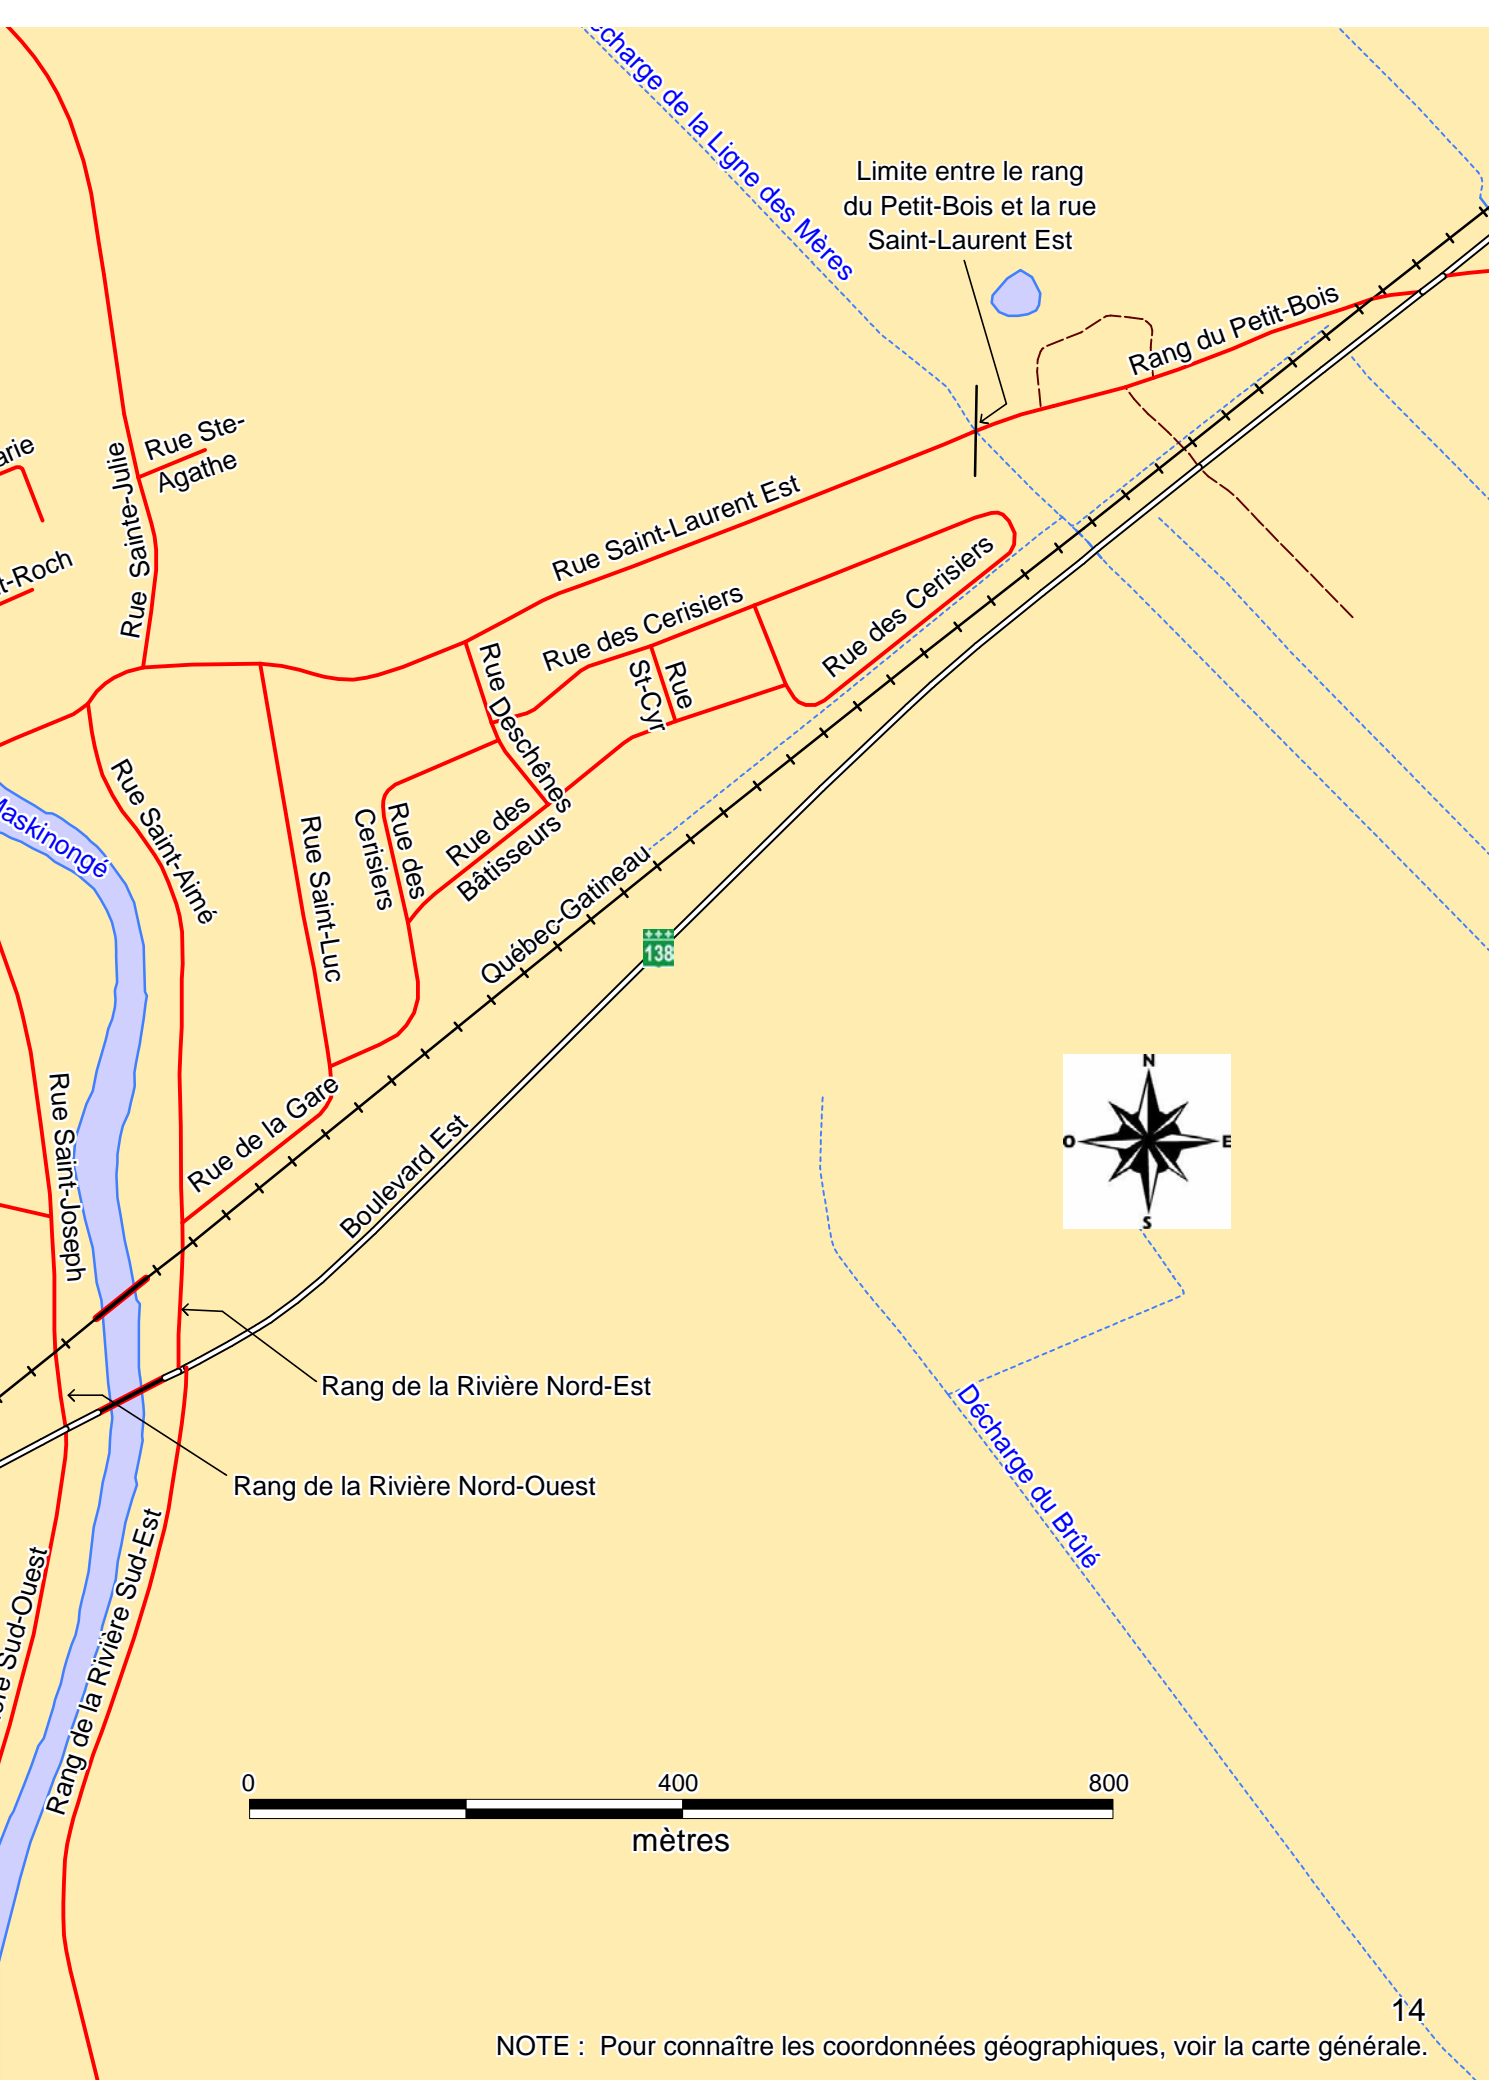 Décharge de la Ligne des Mères
Limite entre le rang
du Petit-Bois et la rue
Saint-Laurent Est
Rang du Petit-Bois
Rue Ste-
Agathe
Rue Sainte-Julie
Rue Saint-Laurent Est
Rue des Cerisiers
Rue des Cerisiers
Rue
St-Cyr
Rue Deschênes
Rue Saint-Aimé
Maskinongé
Rue Saint-Luc
Rue des
Cerisiers
Rue des
Bâtisseurs
Québec-Gatineau
138
N
O
E
S
Rue Saint-Joseph
Rue de la Gare
Boulevard Est
Rang de la Rivière Nord-Est
Rang de la Rivière Nord-Ouest
Décharge du Brûlé
Sud-Ouest
Rang de la Rivière Sud-Est
0
400
800
mètres
14
NOTE : Pour connaître les coordonnées géographiques, voir la carte générale.